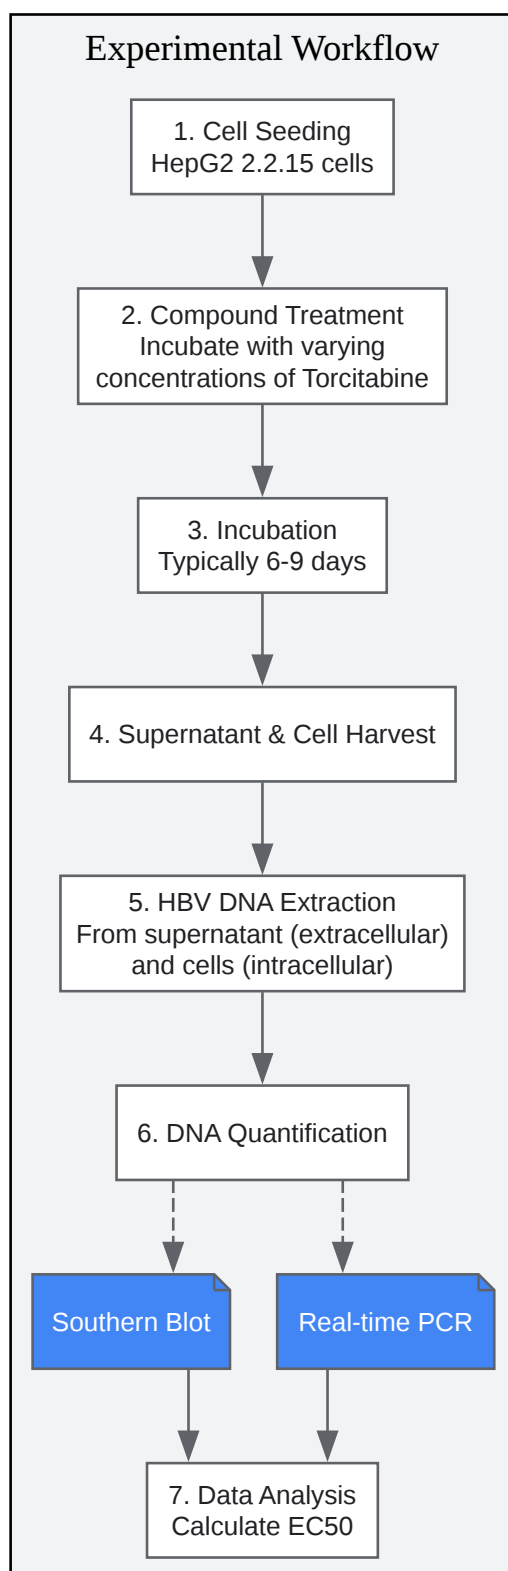 Experimental Workflow
1. Cell Seeding
HepG2 2.2.15 cells
2. Compound Treatment
Incubate with varying
concentrations of Torcitabine
3. Incubation
Typically 6-9 days
4. Supernatant & Cell Harvest
5. HBV DNA Extraction
From supernatant (extracellular)
and cells (intracellular)
6. DNA Quantification
Southern Blot
Real-time PCR
7. Data Analysis
Calculate EC50